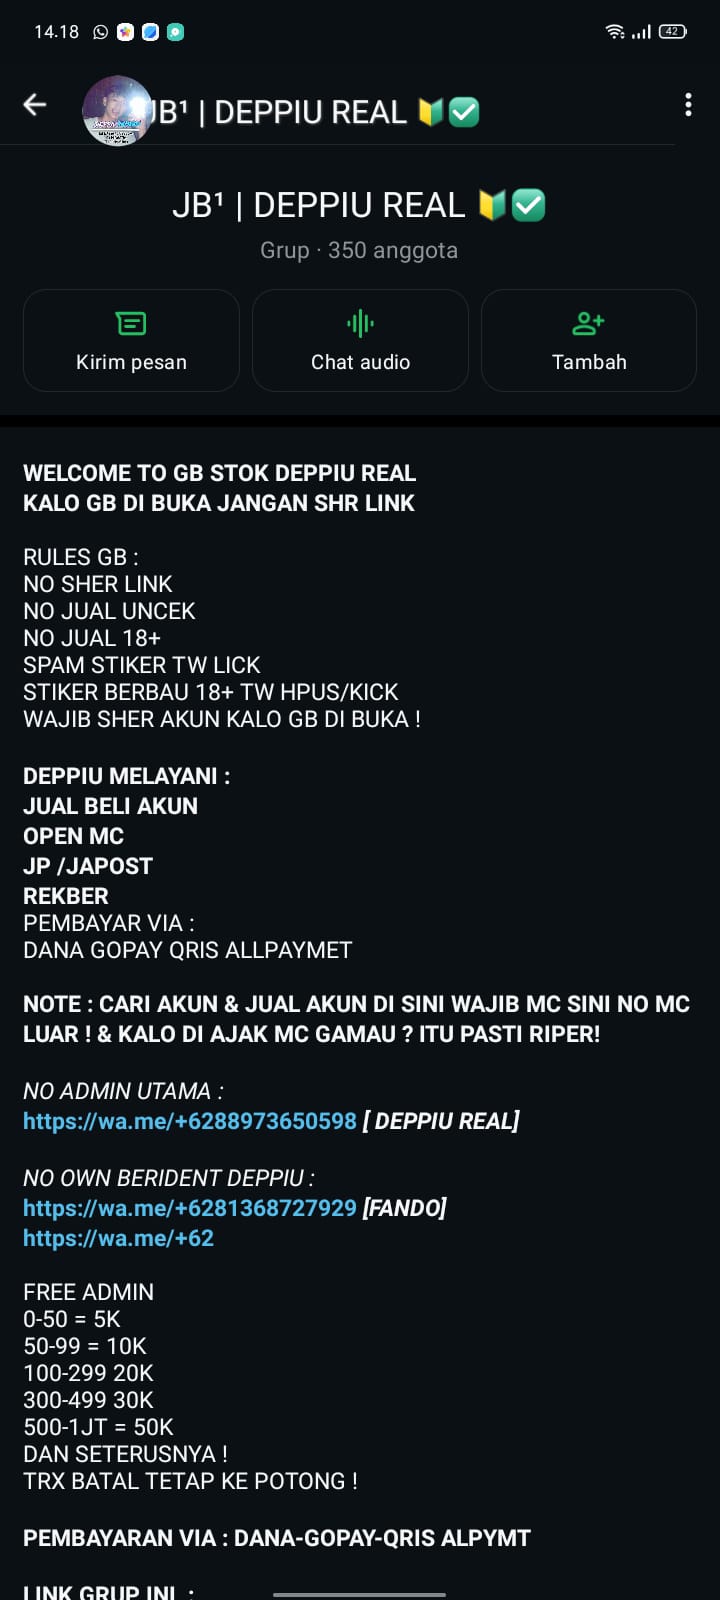 14.18
42
JB¹ | DEPPIU REAL 🔰✅
JB¹ | DEPPIU REAL 🔰✅
Grup · 350 anggota
Kirim pesan
Chat audio
Tambah
WELCOME TO GB STOK DEPPIU REAL
KALO GB DI BUKA JANGAN SHR LINK
RULES GB :
NO SHER LINK
NO JUAL UNCEK
NO JUAL 18+
SPAM STIKER TW LICK
STIKER BERBAU 18+ TW HPUS/KICK
WAJIB SHER AKUN KALO GB DI BUKA !
DEPPIU MELAYANI :
JUAL BELI AKUN
OPEN MC
JP /JAPOST
REKBER
PEMBAYAR VIA :
DANA GOPAY QRIS ALLPAYMET
NOTE : CARI AKUN & JUAL AKUN DI SINI WAJIB MC SINI NO MC
LUAR ! & KALO DI AJAK MC GAMAU ? ITU PASTI RIPER!
NO ADMIN UTAMA :
https://wa.me/+6288973650598 [ DEPPIU REAL]
NO OWN BERIDENT DEPPIU :
https://wa.me/+6281368727929 [FANDO]
https://wa.me/+62
FREE ADMIN
0-50 = 5K
50-99 = 10K
100-299 20K
300-499 30K
500-1JT = 50K
DAN SETERUSNYA !
TRX BATAL TETAP KE POTONG !
PEMBAYARAN VIA : DANA-GOPAY-QRIS ALPYMT
LINK GRUP INI :